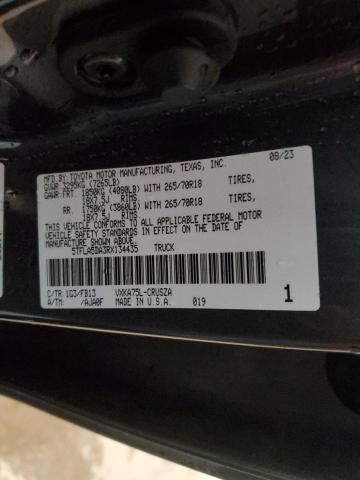 MFD.BY:TOYOTA MOTOR MANUFACTURING, TEXAS, INC. 08/23
GVWR 3295KG (7265LB)
GAWR:FRT. 1850KG (4080LB) WITH 265/70R18 TIRES,
18X7.5J RIMS
RR. 1750KG (3860LB) WITH 265/70R18 TIRES,
18X7.5J RIMS
THIS VEHICLE CONFORMS TO ALL APPLICABLE FEDERAL MOTOR
VEHICLE SAFETY STANDARDS IN EFFECT ON THE DATE OF
MANUFACTURE SHOWN ABOVE.
5TFLA5DA3RX134435 TRUCK
C/TR:1G3/FB13 VXKA75L-CRUSZA
A/TM: /AJA0F MADE IN U.S.A. 019 1